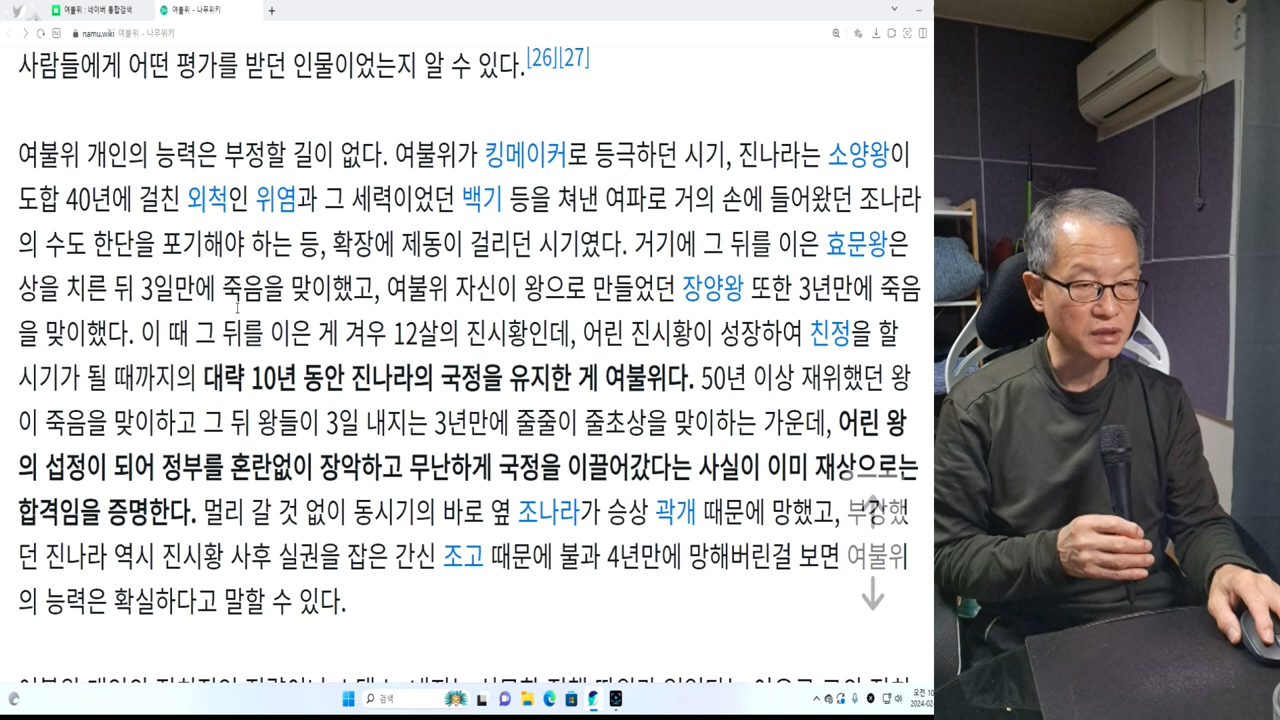 여불위 : 네이버 통합검색
여불위 - 나무위키
namu.wiki 여불위 - 나무위키
사람들에게 어떤 평가를 받던 인물이었는지 알 수 있다.[26][27]
여불위 개인의 능력은 부정할 길이 없다. 여불위가 킹메이커로 등극하던 시기, 진나라는 소양왕이
도합 40년에 걸친 외척인 위염과 그 세력이었던 백기 등을 쳐낸 여파로 거의 손에 들어왔던 조나라
의 수도 한단을 포기해야 하는 등, 확장에 제동이 걸리던 시기였다. 거기에 그 뒤를 이은 효문왕은
상을 치른 뒤 3일만에 죽음을 맞이했고, 여불위 자신이 왕으로 만들었던 장양왕 또한 3년만에 죽음
을 맞이했다. 이 때 그 뒤를 이은 게 겨우 12살의 진시황인데, 어린 진시황이 성장하여 친정을 할
시기가 될 때까지의 대략 10년 동안 진나라의 국정을 유지한 게 여불위다. 50년 이상 재위했던 왕
이 죽음을 맞이하고 그 뒤 왕들이 3일 내지는 3년만에 줄줄이 줄초상을 맞이하는 가운데, 어린 왕
의 섭정이 되어 정부를 혼란없이 장악하고 무난하게 국정을 이끌어갔다는 사실이 이미 재상으로는
합격임을 증명한다. 멀리 갈 것 없이 동시기의 바로 옆 조나라가 승상 곽개 때문에 망했고, 부강했
던 진나라 역시 진시황 사후 실권을 잡은 간신 조고 때문에 불과 4년만에 망해버린걸 보면 여불위
의 능력은 확실하다고 말할 수 있다.
검색
오전 10
2024-02